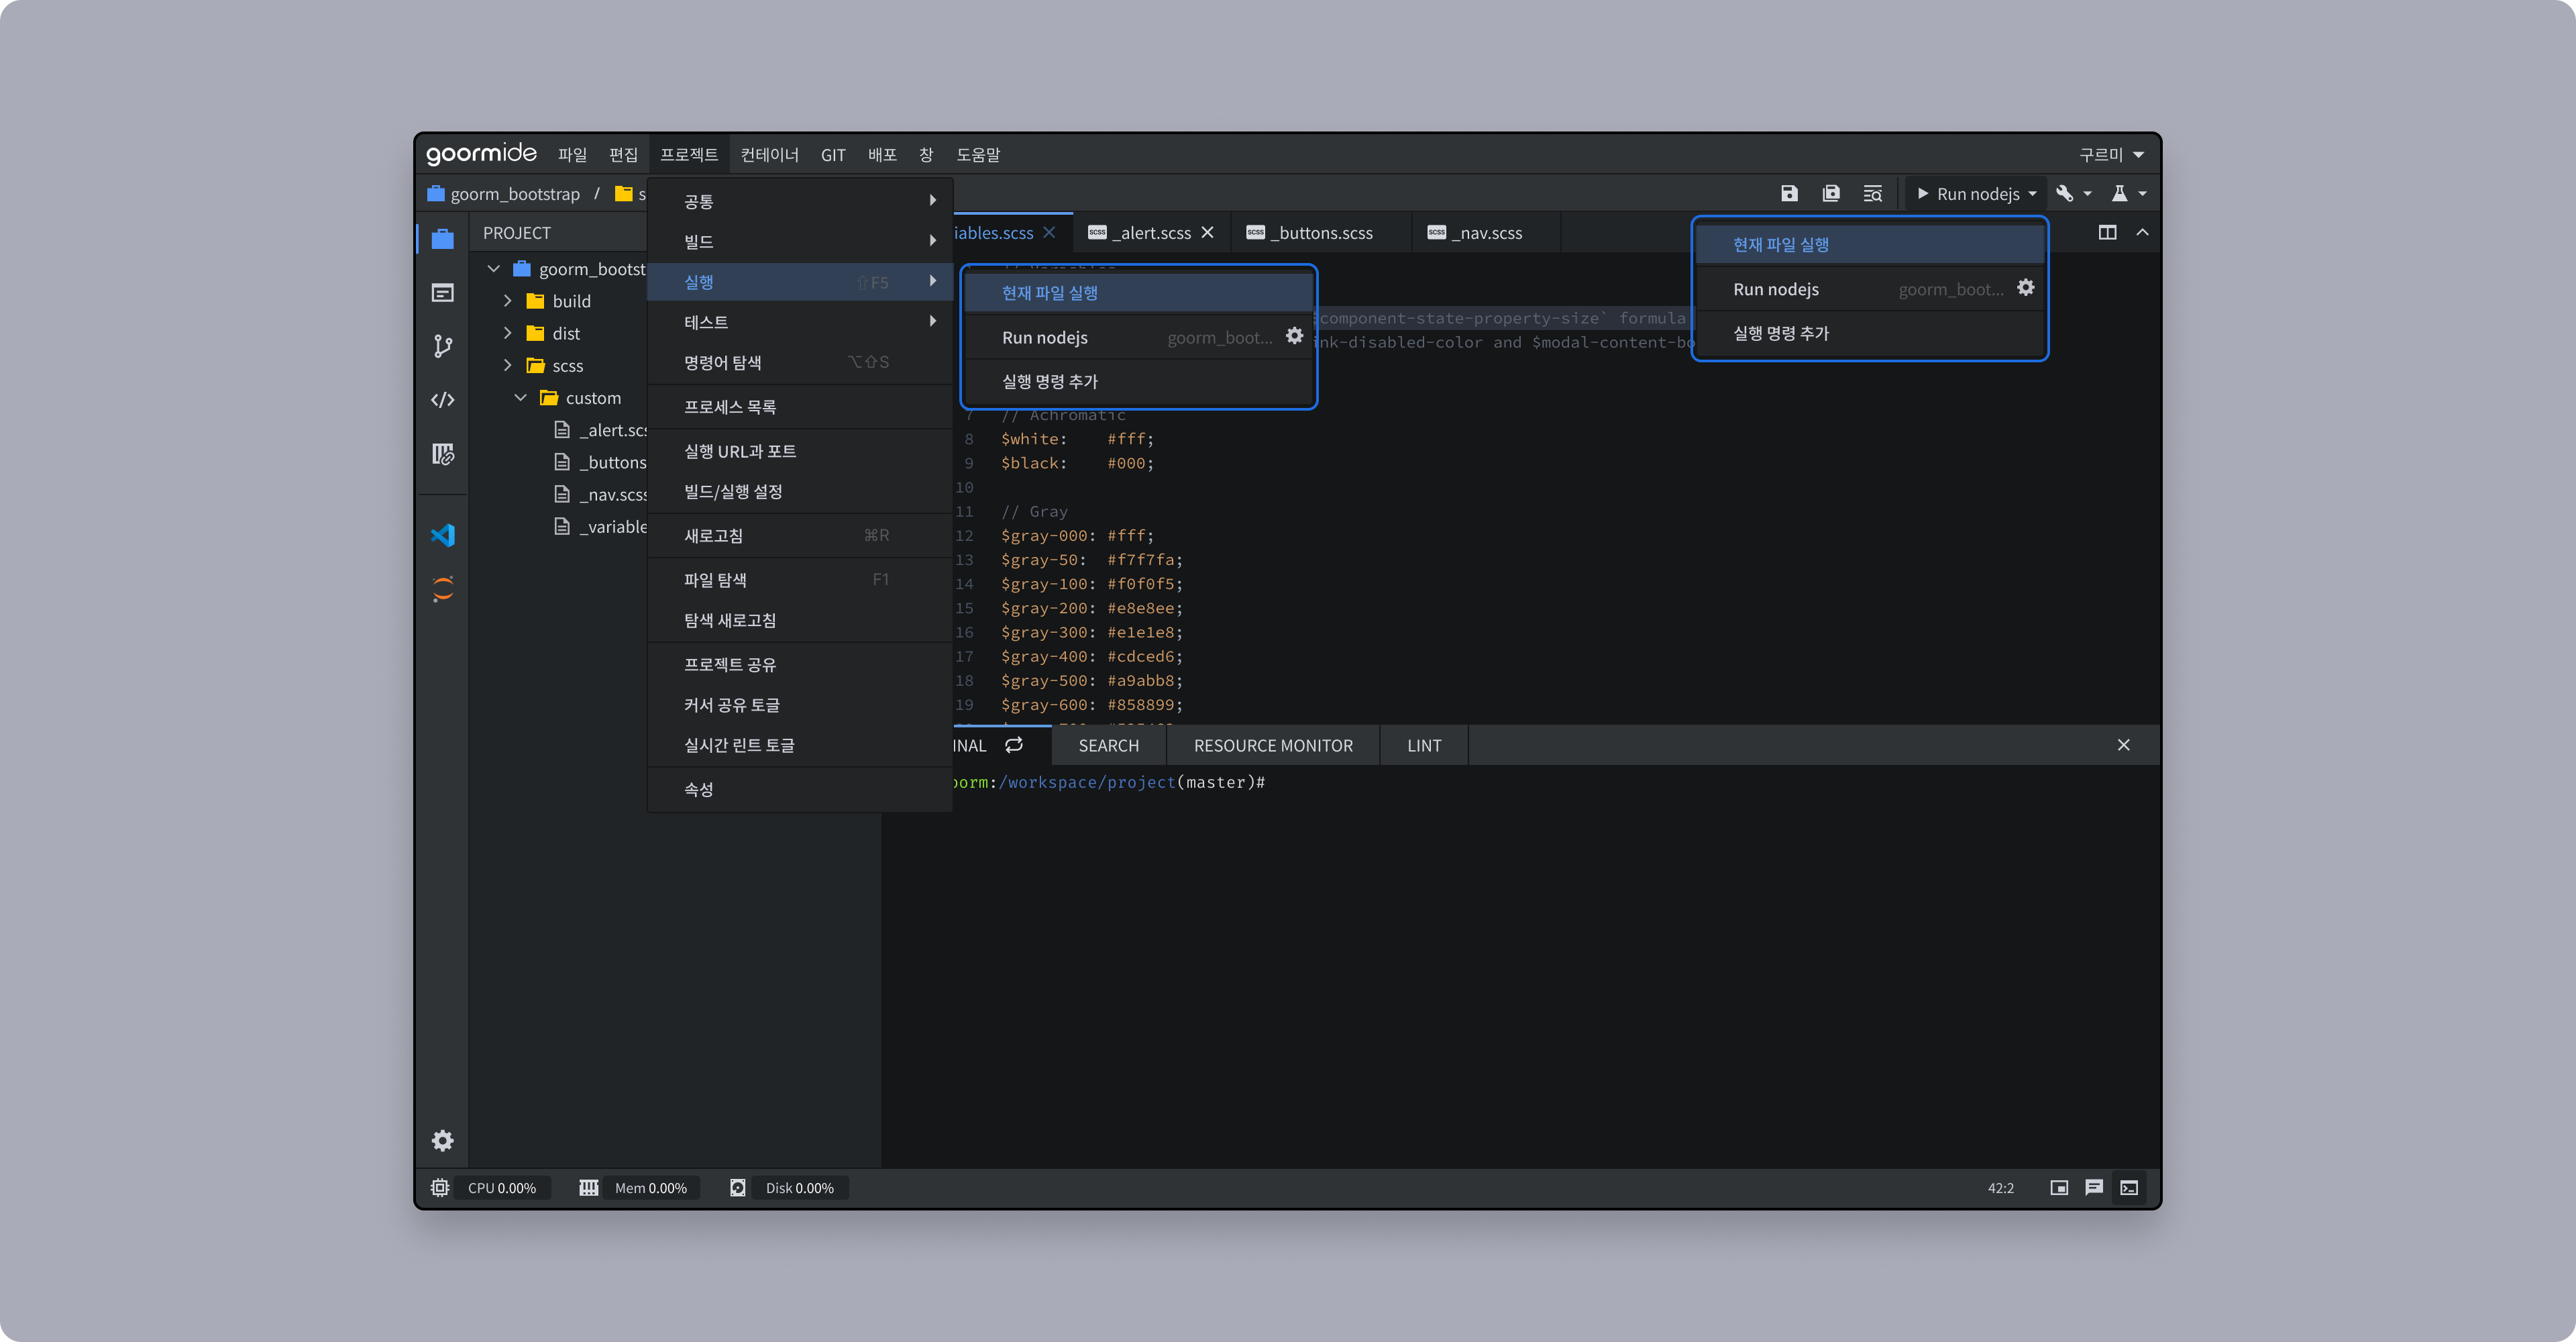 goormide 파일 편집 프로젝트 컨테이너 GIT 배포 창 도움말 구르미
goorm_bootstrap / s
Run nodejs
PROJECT
goorm_bootst
build
dist
scss
custom
_alert.scs
_buttons
_nav.scss
_variable
공통
빌드
실행 ⇧F5
테스트
명령어 탐색 ⌥⇧S
프로세스 목록
실행 URL과 포트
빌드/실행 설정
새로고침 ⌘R
파일 탐색 F1
탐색 새로고침
프로젝트 공유
커서 공유 토글
실시간 린트 토글
속성
iables.scss
scss _alert.scss
scss _buttons.scss
scss _nav.scss
현재 파일 실행
Run nodejs goorm_boot...
실행 명령 추가
현재 파일 실행
Run nodejs goorm_boot...
실행 명령 추가
component-state-property-size` formula
ink-disabled-color and $modal-content-bo
7 // Achromatic
8 $white: #fff;
9 $black: #000;
10
11 // Gray
12 $gray-000: #fff;
13 $gray-50: #f7f7fa;
14 $gray-100: #f0f0f5;
15 $gray-200: #e8e8ee;
16 $gray-300: #e1e1e8;
17 $gray-400: #cdced6;
18 $gray-500: #a9abb8;
19 $gray-600: #858899;
INAL SEARCH RESOURCE MONITOR LINT
oorm:/workspace/project(master)#
CPU 0.00% Mem 0.00% Disk 0.00% 42:2